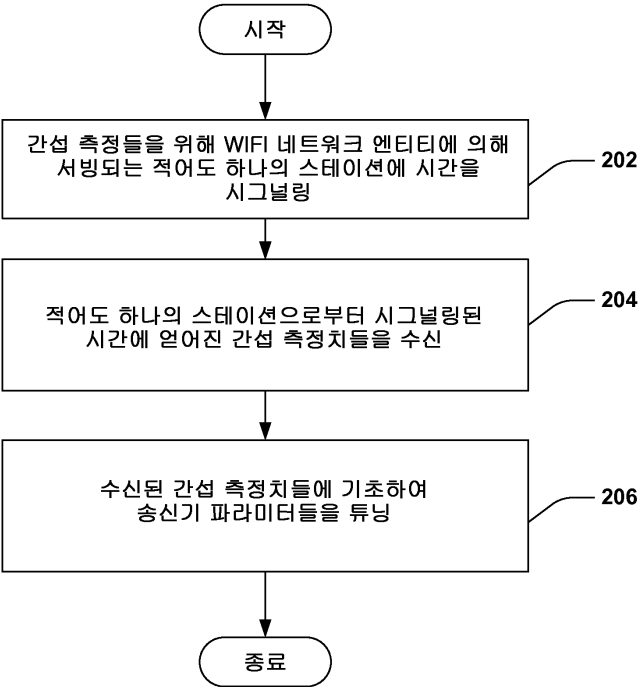 시작
간섭 측정들을 위해 WIFI 네트워크 엔티티에 의해
서빙되는 적어도 하나의 스테이션에 시간을
시그널링
202
적어도 하나의 스테이션으로부터 시그널링된
시간에 얻어진 간섭 측정치들을 수신
204
수신된 간섭 측정치들에 기초하여
송신기 파라미터들을 튜닝
206
종료